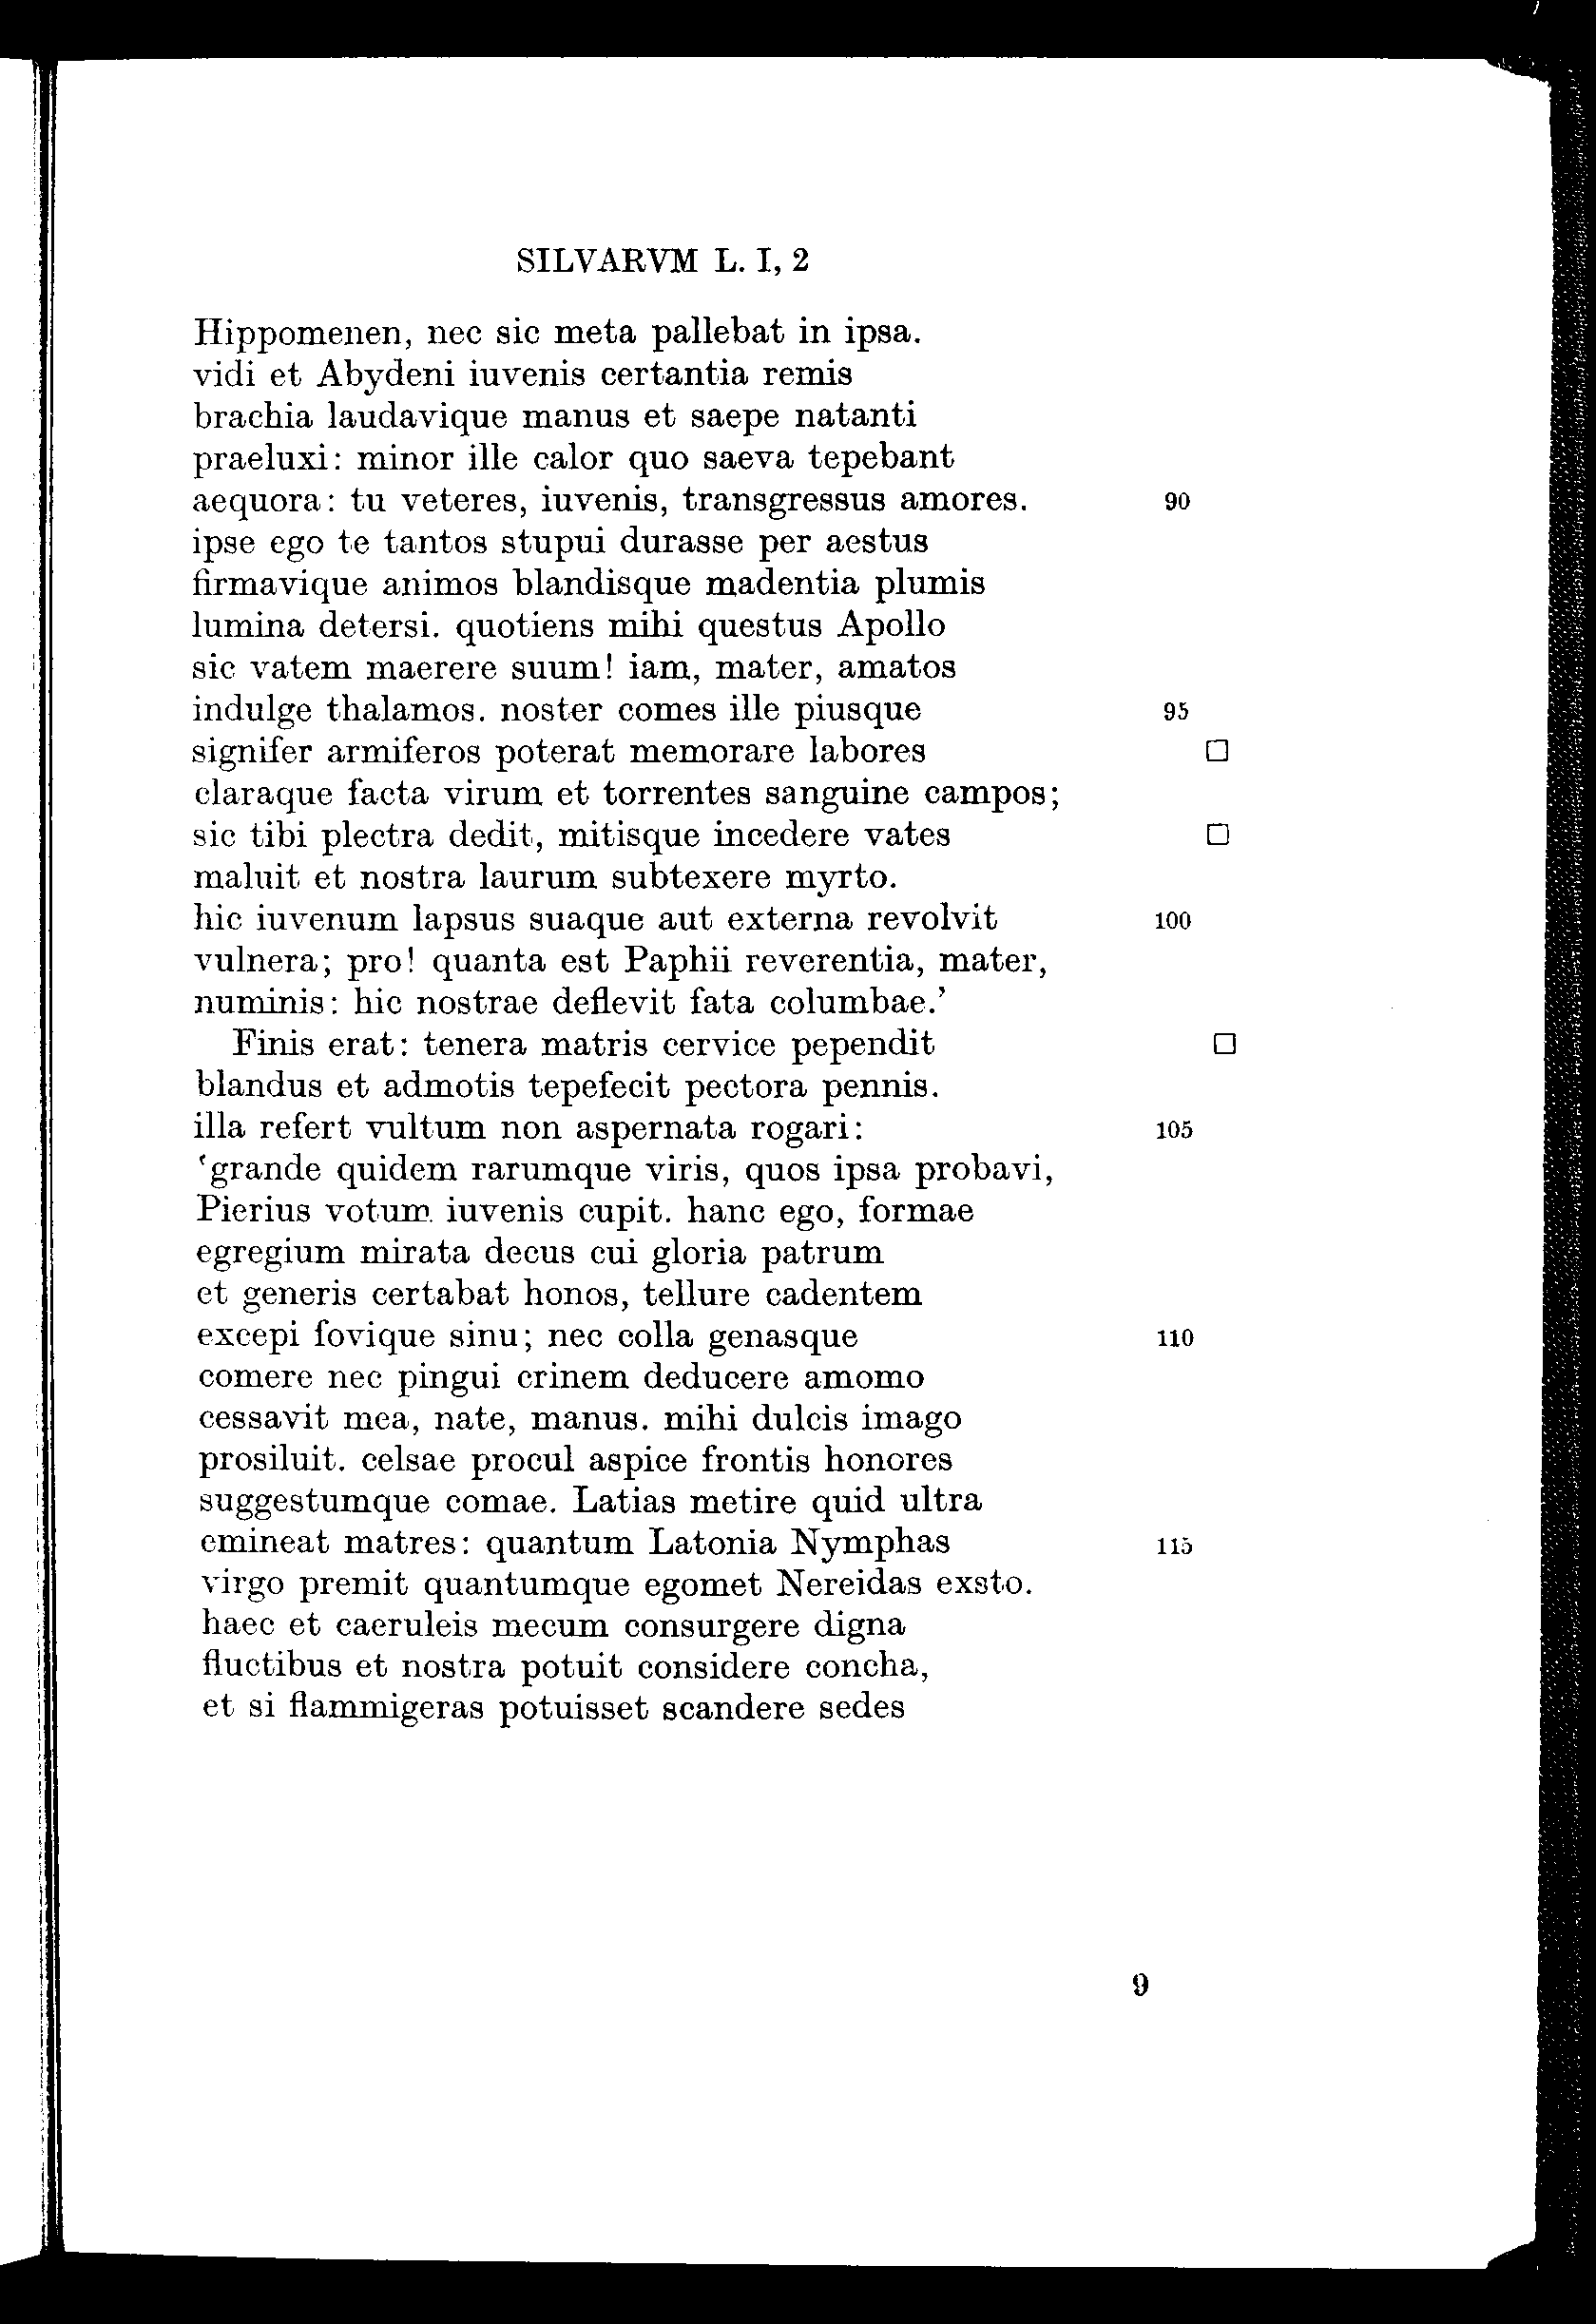 SILVARVM L. I, 2
Hippomenen, nec sic meta pallebat in ipsa.
vidi et Abydeni iuvenis certantia remis
brachia laudavique manus et saepe natanti
praeluxi: minor ille calor quo saeva tepebant
aequora: tu veteres, iuvenis, transgressus amores. 90
ipse ego te tantos stupui durasse per aestus
firmavique animos blandisque madentia plumis
lumina detersi. quotiens mihi questus Apollo
sic vatem maerere suum! iam, mater, amatos
indulge thalamos. noster comes ille piusque 95
signifer armiferos poterat memorare labores □
claraque facta virum et torrentes sanguine campos;
sic tibi plectra dedit, mitisque incedere vates □
maluit et nostra laurum subtexere myrto.
hic iuvenum lapsus suaque aut externa revolvit 100
vulnera; pro! quanta est Paphii reverentia, mater,
numinis: hic nostrae deflevit fata columbae.’
Finis erat: tenera matris cervice pependit □
blandus et admotis tepefecit pectora pennis.
illa refert vultum non aspernata rogari: 105
‘grande quidem rarumque viris, quos ipsa probavi,
Pierius votum iuvenis cupit. hanc ego, formae
egregium mirata decus cui gloria patrum
et generis certabat honos, tellure cadentem
excepi fovique sinu; nec colla genasque 110
comere nec pingui crinem deducere amomo
cessavit mea, nate, manus. mihi dulcis imago
prosiluit. celsae procul aspice frontis honores
suggestumque comae. Latias metire quid ultra
emineat matres: quantum Latonia Nymphas 115
virgo premit quantumque egomet Nereidas exsto.
haec et caeruleis mecum consurgere digna
fluctibus et nostra potuit considere concha,
et si flammigeras potuisset scandere sedes
9